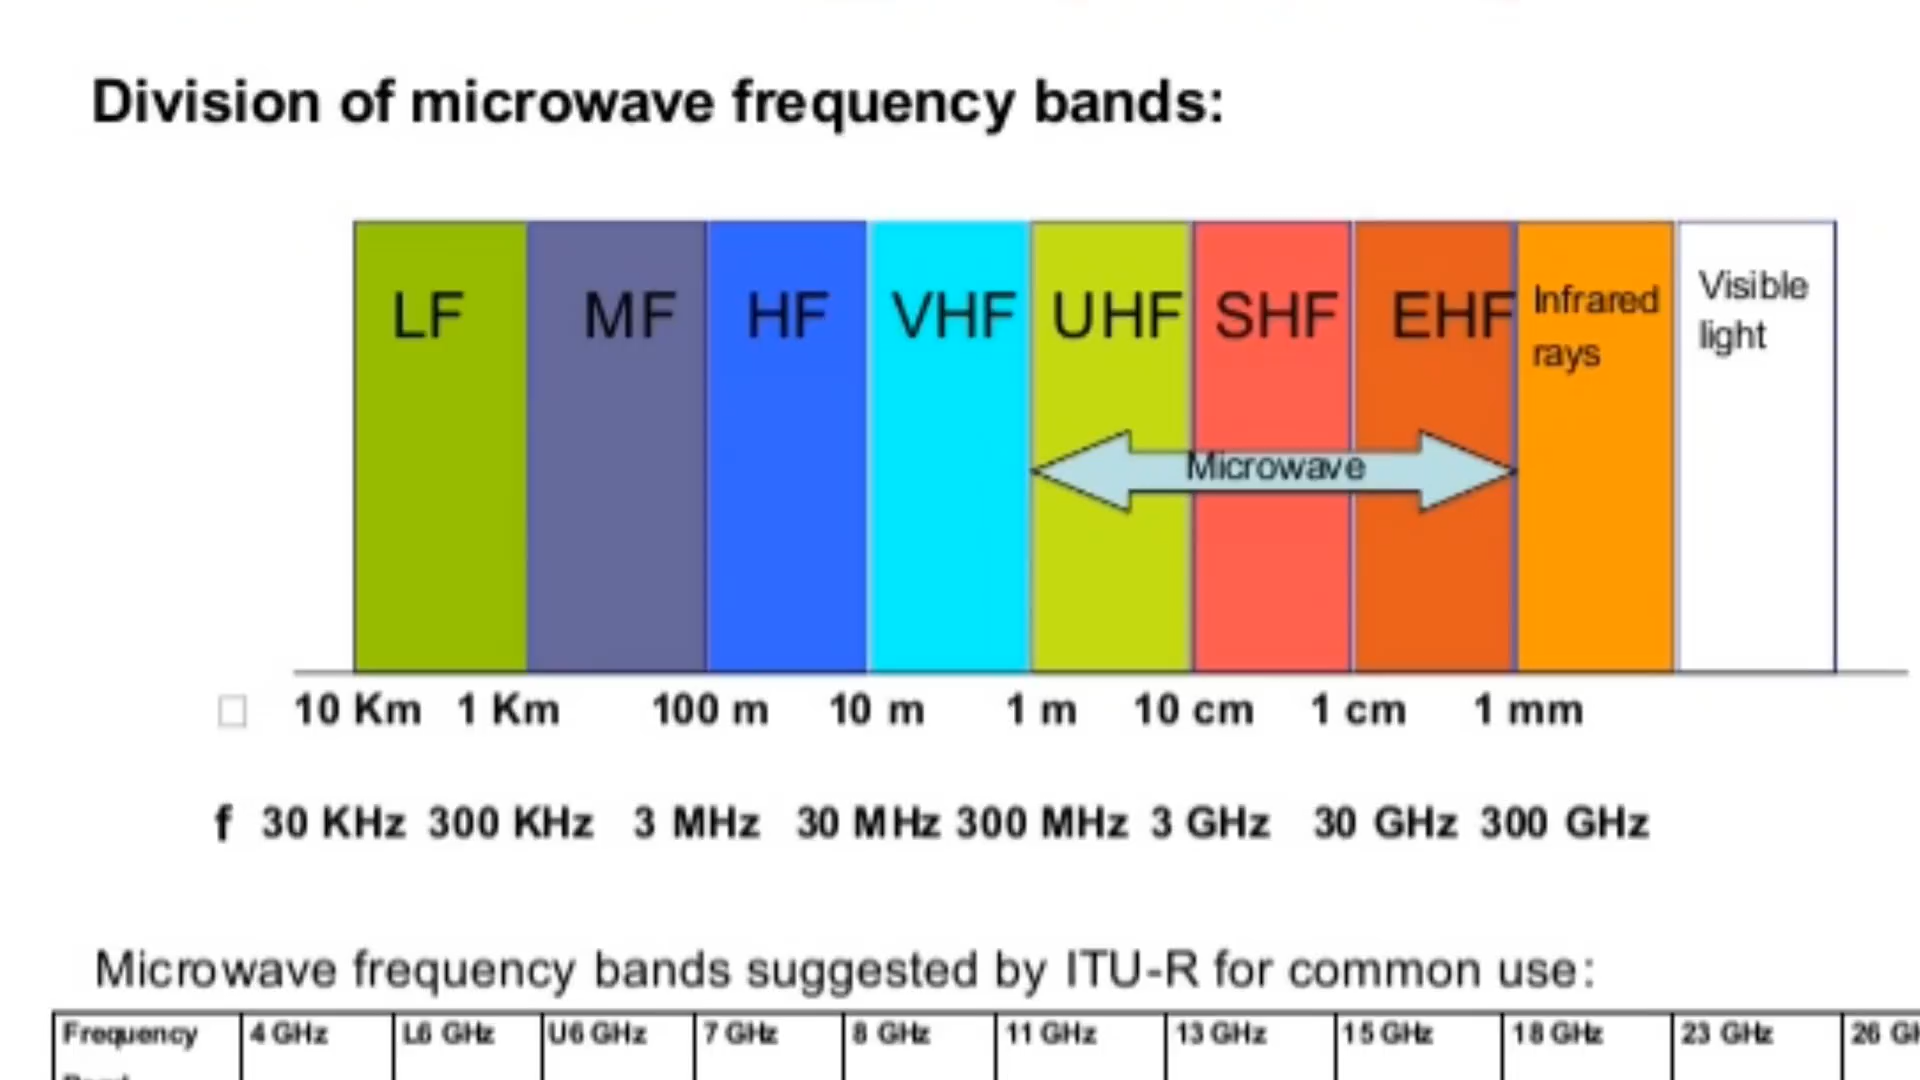 Division of microwave frequency bands:
LF MF HF VHF UHF SHF EHF Infrared rays Visible light
Microwave
10 Km 1 Km 100 m 10 m 1 m 10 cm 1 cm 1 mm
f 30 KHz 300 KHz 3 MHz 30 MHz 300 MHz 3 GHz 30 GHz 300 GHz
Microwave frequency bands suggested by ITU-R for common use:
Frequency 4 GHz L6 GHz U6 GHz 7 GHz 8 GHz 11 GHz 13 GHz 15 GHz 18 GHz 23 GHz 26